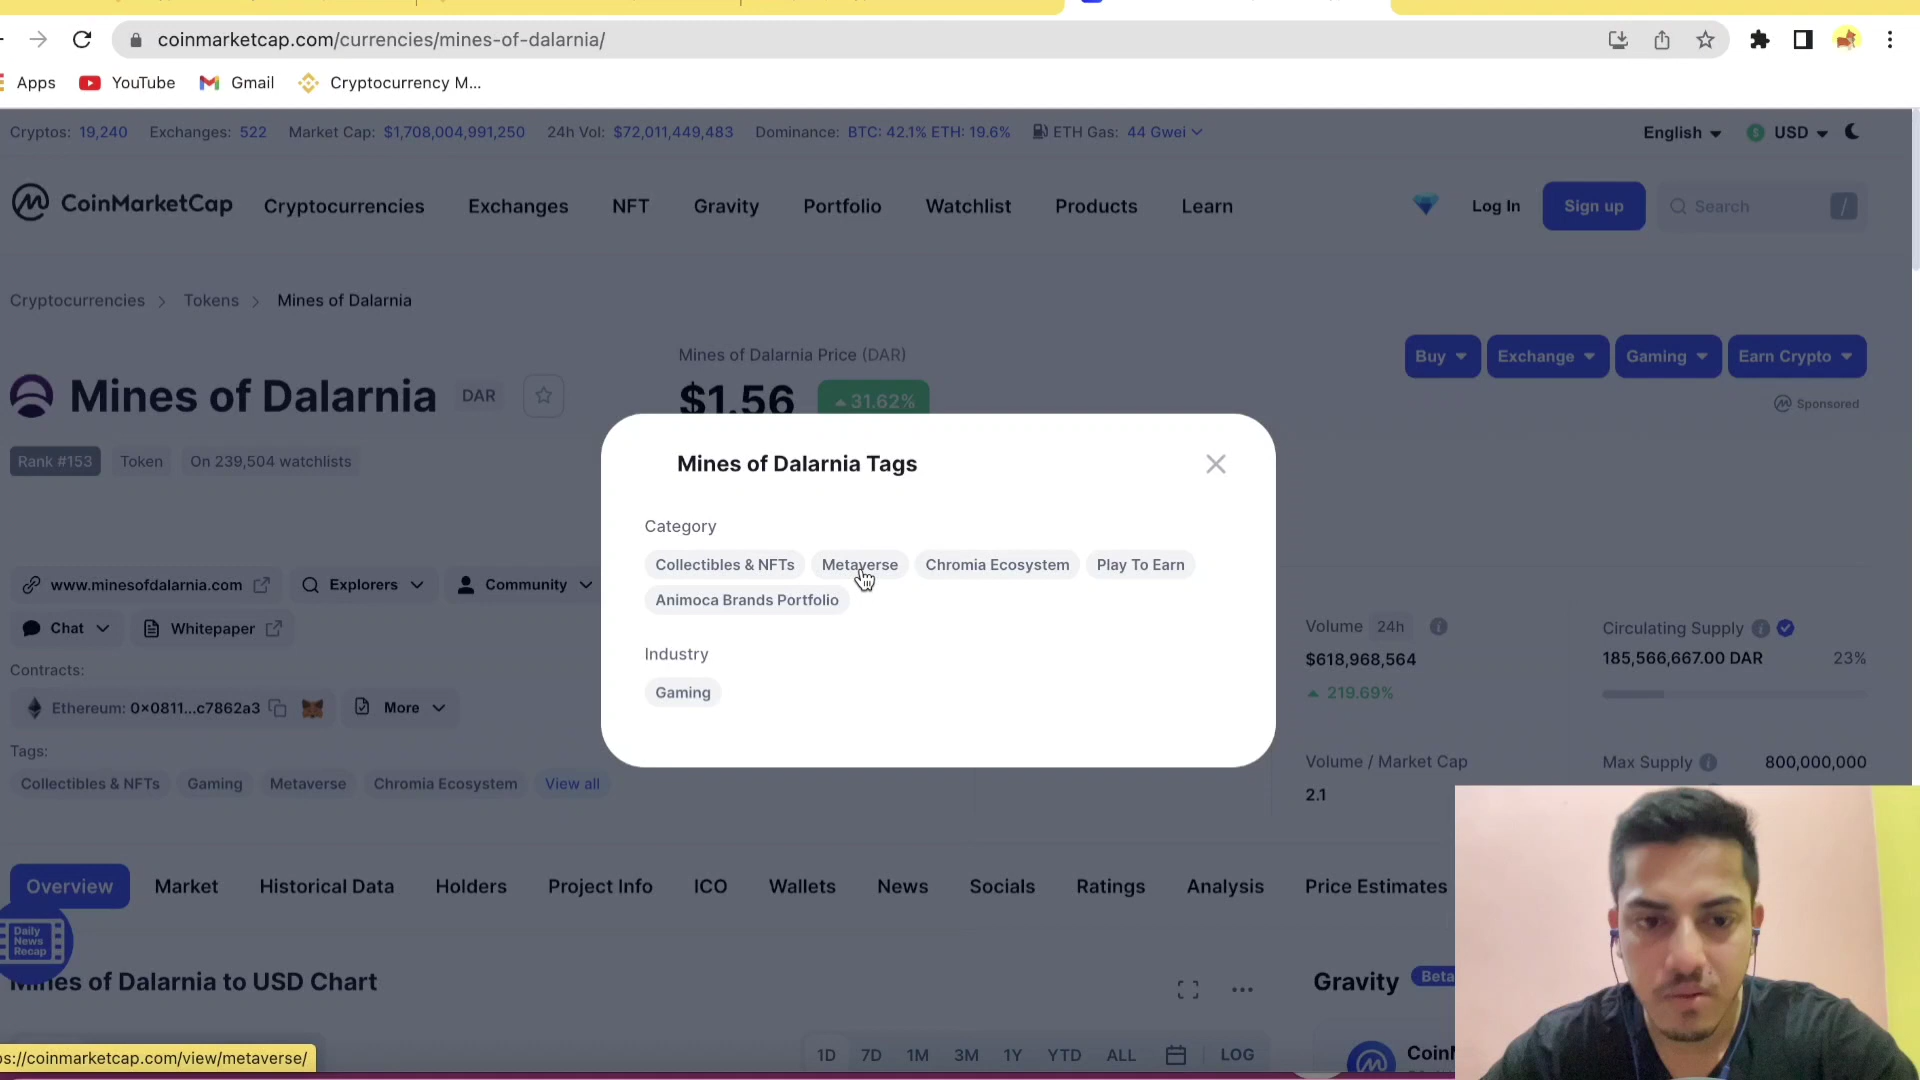 coinmarketcap.com/currencies/mines-of-dalarnia/
Apps YouTube Gmail Cryptocurrency M...
Cryptos: 19,240 Exchanges: 522 Market Cap: $1,708,004,991,250 24h Vol: $72,011,449,483 Dominance: BTC: 42.1% ETH: 19.6% ETH Gas: 44 Gwei English USD
CoinMarketCap Cryptocurrencies Exchanges NFT Gravity Portfolio Watchlist Products Learn Log In Sign up Search /
Cryptocurrencies > Tokens > Mines of Dalarnia
Mines of Dalarnia Price (DAR)
Buy Exchange Gaming Earn Crypto
Mines of Dalarnia DAR $1.56 31.62%
Sponsored
Rank #153 Token On 239,504 watchlists
Mines of Dalarnia Tags
Category
Collectibles & NFTs Metaverse Chromia Ecosystem Play To Earn
Animoca Brands Portfolio
Industry
Gaming
www.minesofdalarnia.com Explorers Community
Chat Whitepaper
Contracts:
Ethereum: 0x0811...c7862a3 More
Tags:
Collectibles & NFTs Gaming Metaverse Chromia Ecosystem View all
Volume 24h
$618,968,564
219.69%
Volume / Market Cap
2.1
Circulating Supply
185,566,667.00 DAR 23%
Max Supply 800,000,000
Overview Market Historical Data Holders Project Info ICO Wallets News Socials Ratings Analysis Price Estimates
Daily
News
Recap
Mines of Dalarnia to USD Chart
Gravity Beta
1D 7D 1M 3M 1Y YTD ALL LOG
ps://coinmarketcap.com/view/metaverse/